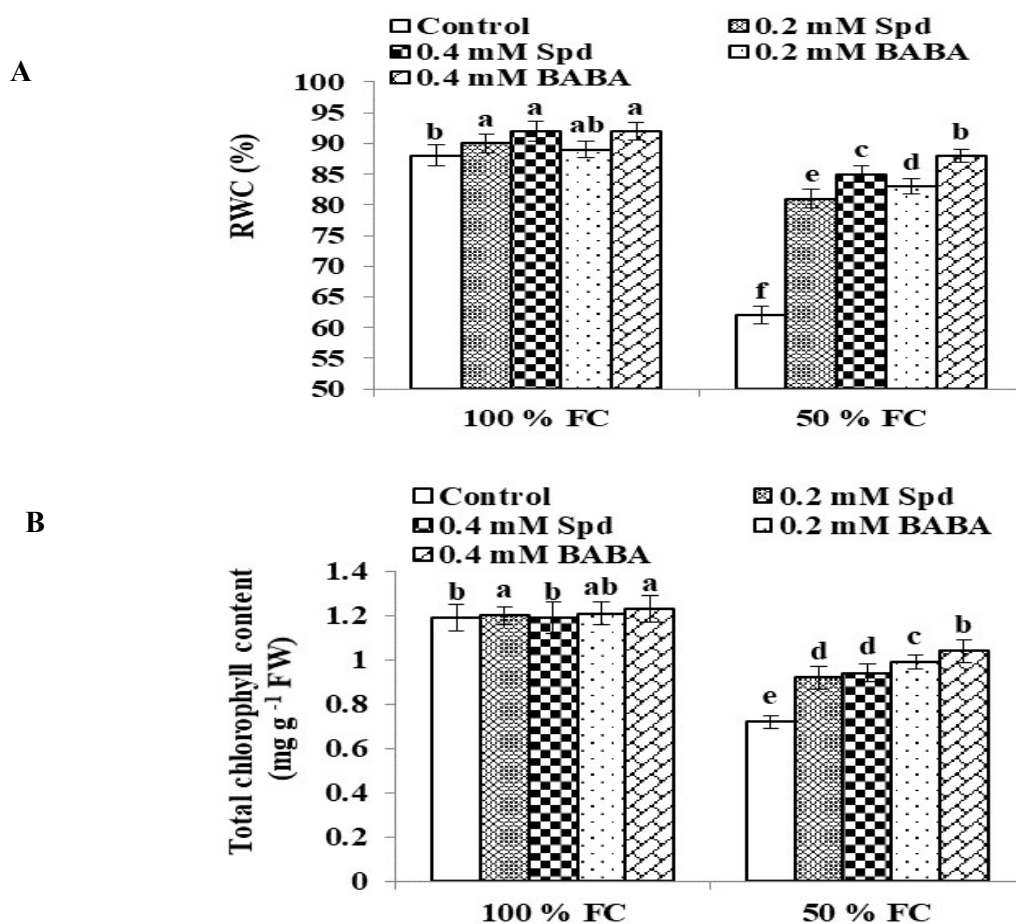 A
Control
0.2 mM Spd
0.4 mM Spd
0.2 mM BABA
0.4 mM BABA
RWC (%)
100
95
90
85
80
75
70
65
60
55
50
b a a ab a
f e c d b
100 % FC
50 % FC
B
Control
0.2 mM Spd
0.4 mM Spd
0.2 mM BABA
0.4 mM BABA
Total chlorophyll content
(mg g -1 FW)
1.4
1.2
1
0.8
0.6
0.4
0.2
0
b a b ab a
e d d c b
100 % FC
50 % FC